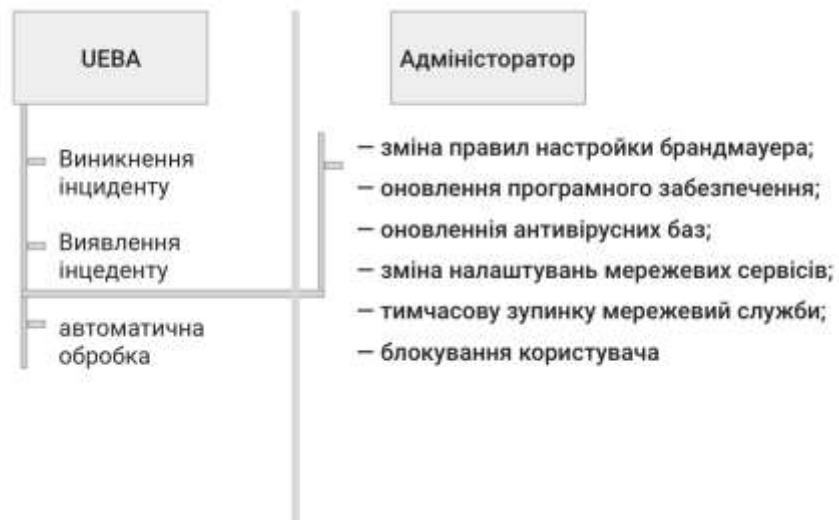 UEBA
Виникнення
інциденту
Виявлення
інцеденту
автоматична
обробка
Адміністоратор
— зміна правил настройки брандмауера;
— оновлення програмного забезпечення;
— оновленнія антивірусних баз;
— зміна налаштувань мережевих сервісів;
— тимчасову зупинку мережевий служби;
— блокування користувача